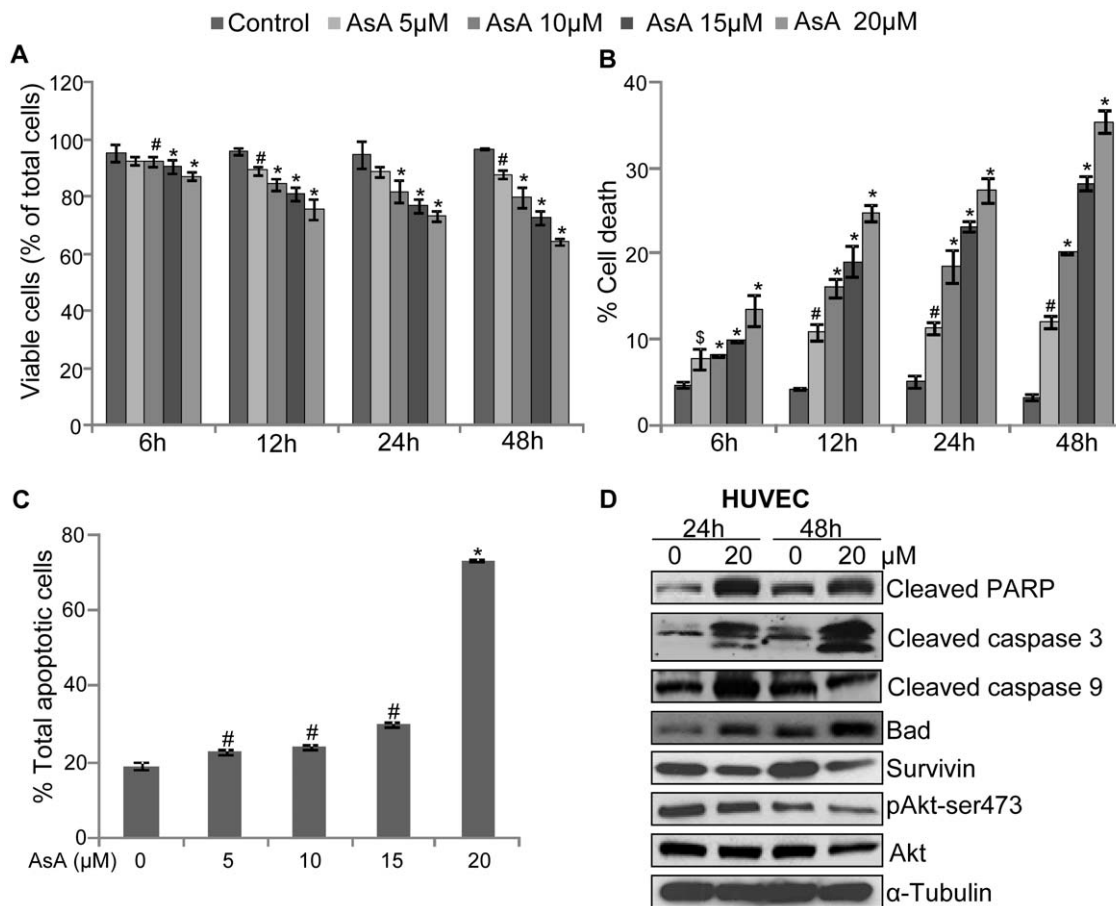 Control AsA 5µM AsA 10µM AsA 15µM AsA 20µM
A
Viable cells (% of total cells)
120
100
80
60
40
20
0
# * *
# * * *
* * *
# * * *
6h 12h 24h 48h
B
% Cell death
40
30
20
10
0
$ * * *
# * * *
# * * *
# * * *
6h 12h 24h 48h
C
% Total apoptotic cells
80
60
40
20
0
# # # *
AsA (µM) 0 5 10 15 20
D
HUVEC
24h 48h
0 20 0 20 µM
Cleaved PARP
Cleaved caspase 3
Cleaved caspase 9
Bad
Survivin
pAkt-ser473
Akt
α-Tubulin